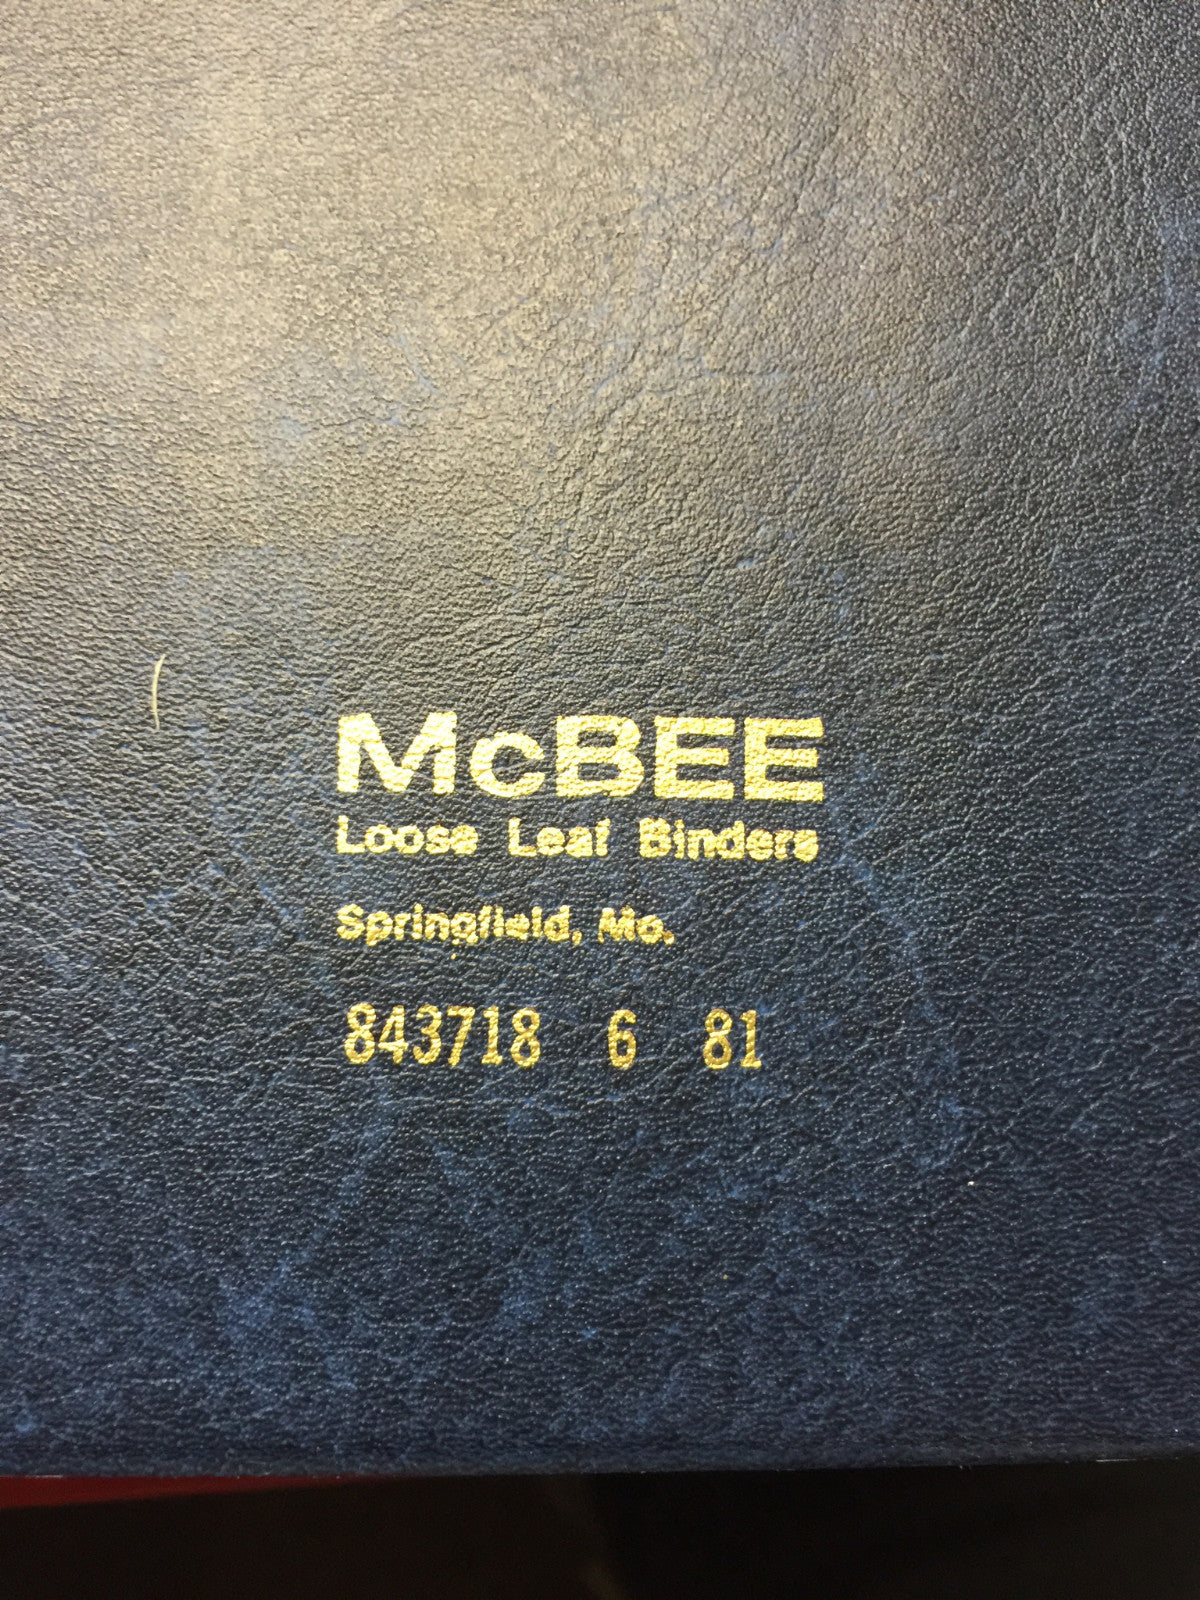 McBEE
Loose Leaf Binders
Springfield, Mo.
843718 6 81